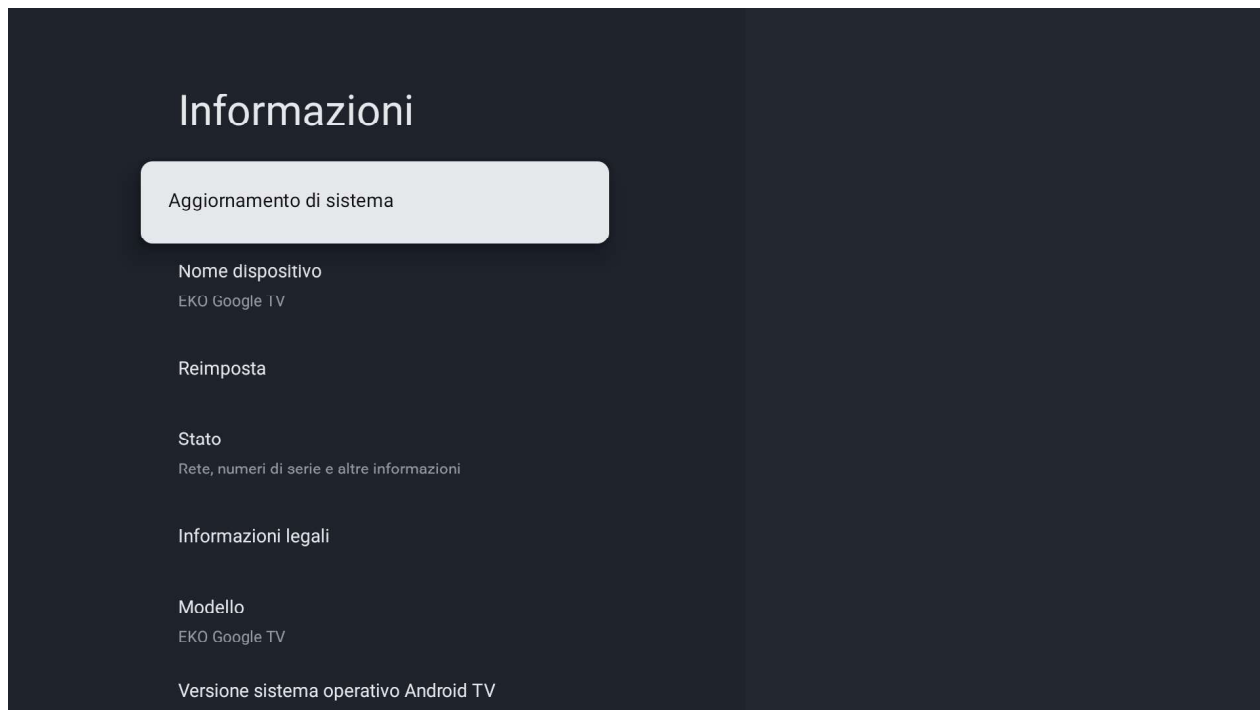 Informazioni
Aggiornamento di sistema
Nome dispositivo
EKO Google TV
Reimposta
Stato
Rete, numeri di serie e altre informazioni
Informazioni legali
Modello
EKO Google TV
Versione sistema operativo Android TV